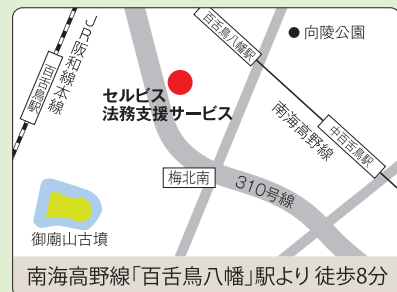 JR阪和線本線
百舌鳥駅
百舌鳥八幡駅
向陵公園
セルビス
法務支援サービス
南海高野線
中百舌鳥駅
梅北南
310号線
御廟山古墳
南海高野線「百舌鳥八幡」駅より 徒歩8分